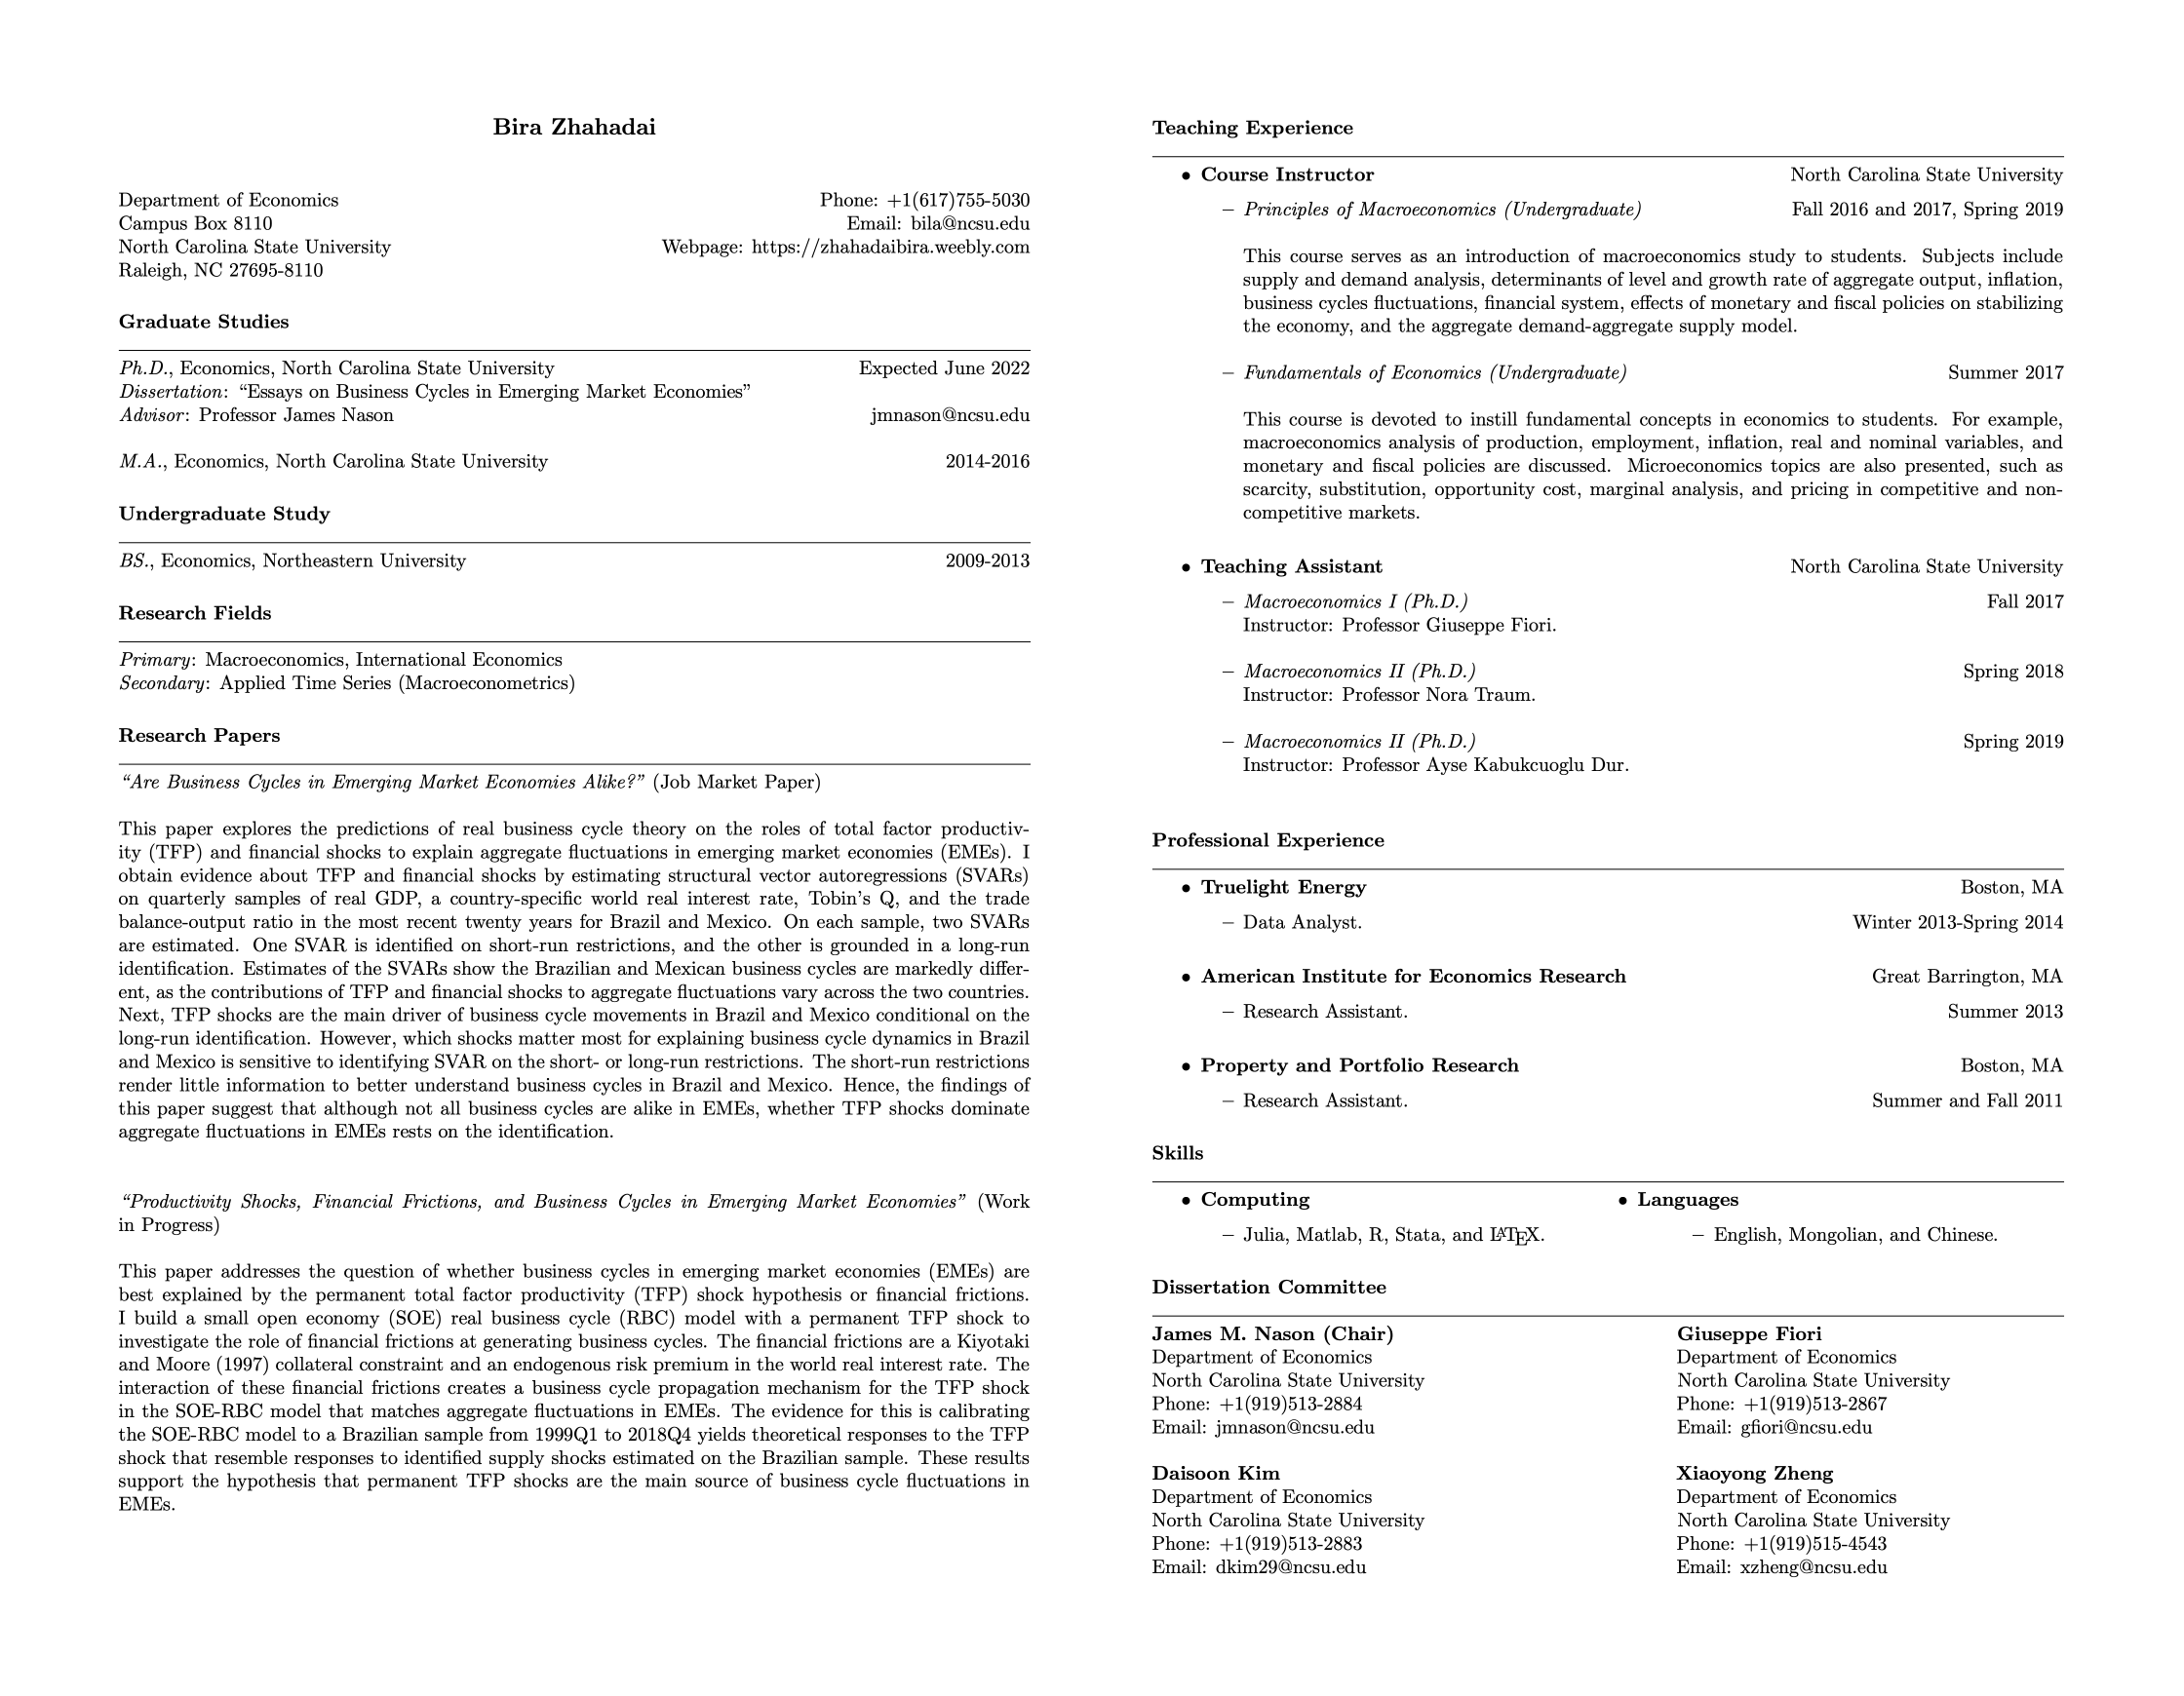 Bira Zhahadai
Department of Economics
Phone: +1(617)755-5030
Campus Box 8110
Email: bila@ncsu.edu
North Carolina State University
Webpage: https://zhahadaibira.weebly.com
Raleigh, NC 27695-8110
Graduate Studies
Ph.D., Economics, North Carolina State University
Expected June 2022
Dissertation: “Essays on Business Cycles in Emerging Market Economies”
Advisor: Professor James Nason
jmnason@ncsu.edu
M.A., Economics, North Carolina State University
2014-2016
Undergraduate Study
BS., Economics, Northeastern University
2009-2013
Research Fields
Primary: Macroeconomics, International Economics
Secondary: Applied Time Series (Macroeconometrics)
Research Papers
“Are Business Cycles in Emerging Market Economies Alike?” (Job Market Paper)
This paper explores the predictions of real business cycle theory on the roles of total factor productiv-
ity (TFP) and financial shocks to explain aggregate fluctuations in emerging market economies (EMEs). I
obtain evidence about TFP and financial shocks by estimating structural vector autoregressions (SVARs)
on quarterly samples of real GDP, a country-specific world real interest rate, Tobin's Q, and the trade
balance-output ratio in the most recent twenty years for Brazil and Mexico. On each sample, two SVARs
are estimated. One SVAR is identified on short-run restrictions, and the other is grounded in a long-run
identification. Estimates of the SVARs show the Brazilian and Mexican business cycles are markedly differ-
ent, as the contributions of TFP and financial shocks to aggregate fluctuations vary across the two countries.
Next, TFP shocks are the main driver of business cycle movements in Brazil and Mexico conditional on the
long-run identification. However, which shocks matter most for explaining business cycle dynamics in Brazil
and Mexico is sensitive to identifying SVAR on the short- or long-run restrictions. The short-run restrictions
render little information to better understand business cycles in Brazil and Mexico. Hence, the findings of
this paper suggest that although not all business cycles are alike in EMEs, whether TFP shocks dominate
aggregate fluctuations in EMEs rests on the identification.
“Productivity Shocks, Financial Frictions, and Business Cycles in Emerging Market Economies” (Work
in Progress)
This paper addresses the question of whether business cycles in emerging market economies (EMEs) are
best explained by the permanent total factor productivity (TFP) shock hypothesis or financial frictions.
I build a small open economy (SOE) real business cycle (RBC) model with a permanent TFP shock to
investigate the role of financial frictions at generating business cycles. The financial frictions are a Kiyotaki
and Moore (1997) collateral constraint and an endogenous risk premium in the world real interest rate. The
interaction of these financial frictions creates a business cycle propagation mechanism for the TFP shock
in the SOE-RBC model that matches aggregate fluctuations in EMEs. The evidence for this is calibrating
the SOE-RBC model to a Brazilian sample from 1999Q1 to 2018Q4 yields theoretical responses to the TFP
shock that resemble responses to identified supply shocks estimated on the Brazilian sample. These results
support the hypothesis that permanent TFP shocks are the main source of business cycle fluctuations in
EMEs.
Teaching Experience
• Course Instructor
North Carolina State University
– Principles of Macroeconomics (Undergraduate)
Fall 2016 and 2017, Spring 2019
This course serves as an introduction of macroeconomics study to students. Subjects include
supply and demand analysis, determinants of level and growth rate of aggregate output, inflation,
business cycles fluctuations, financial system, effects of monetary and fiscal policies on stabilizing
the economy, and the aggregate demand-aggregate supply model.
– Fundamentals of Economics (Undergraduate)
Summer 2017
This course is devoted to instill fundamental concepts in economics to students. For example,
macroeconomics analysis of production, employment, inflation, real and nominal variables, and
monetary and fiscal policies are discussed. Microeconomics topics are also presented, such as
scarcity, substitution, opportunity cost, marginal analysis, and pricing in competitive and non-
competitive markets.
• Teaching Assistant
North Carolina State University
– Macroeconomics I (Ph.D.)
Fall 2017
Instructor: Professor Giuseppe Fiori.
– Macroeconomics II (Ph.D.)
Spring 2018
Instructor: Professor Nora Traum.
– Macroeconomics II (Ph.D.)
Spring 2019
Instructor: Professor Ayse Kabukcuoglu Dur.
Professional Experience
• Truelight Energy
Boston, MA
– Data Analyst.
Winter 2013-Spring 2014
• American Institute for Economics Research
Great Barrington, MA
– Research Assistant.
Summer 2013
• Property and Portfolio Research
Boston, MA
– Research Assistant.
Summer and Fall 2011
Skills
• Computing
– Julia, Matlab, R, Stata, and LATEX.
• Languages
– English, Mongolian, and Chinese.
Dissertation Committee
James M. Nason (Chair)
Department of Economics
North Carolina State University
Phone: +1(919)513-2884
Email: jmnason@ncsu.edu
Giuseppe Fiori
Department of Economics
North Carolina State University
Phone: +1(919)513-2867
Email: gfiori@ncsu.edu
Daisoon Kim
Department of Economics
North Carolina State University
Phone: +1(919)513-2883
Email: dkim29@ncsu.edu
Xiaoyong Zheng
Department of Economics
North Carolina State University
Phone: +1(919)515-4543
Email: xzheng@ncsu.edu